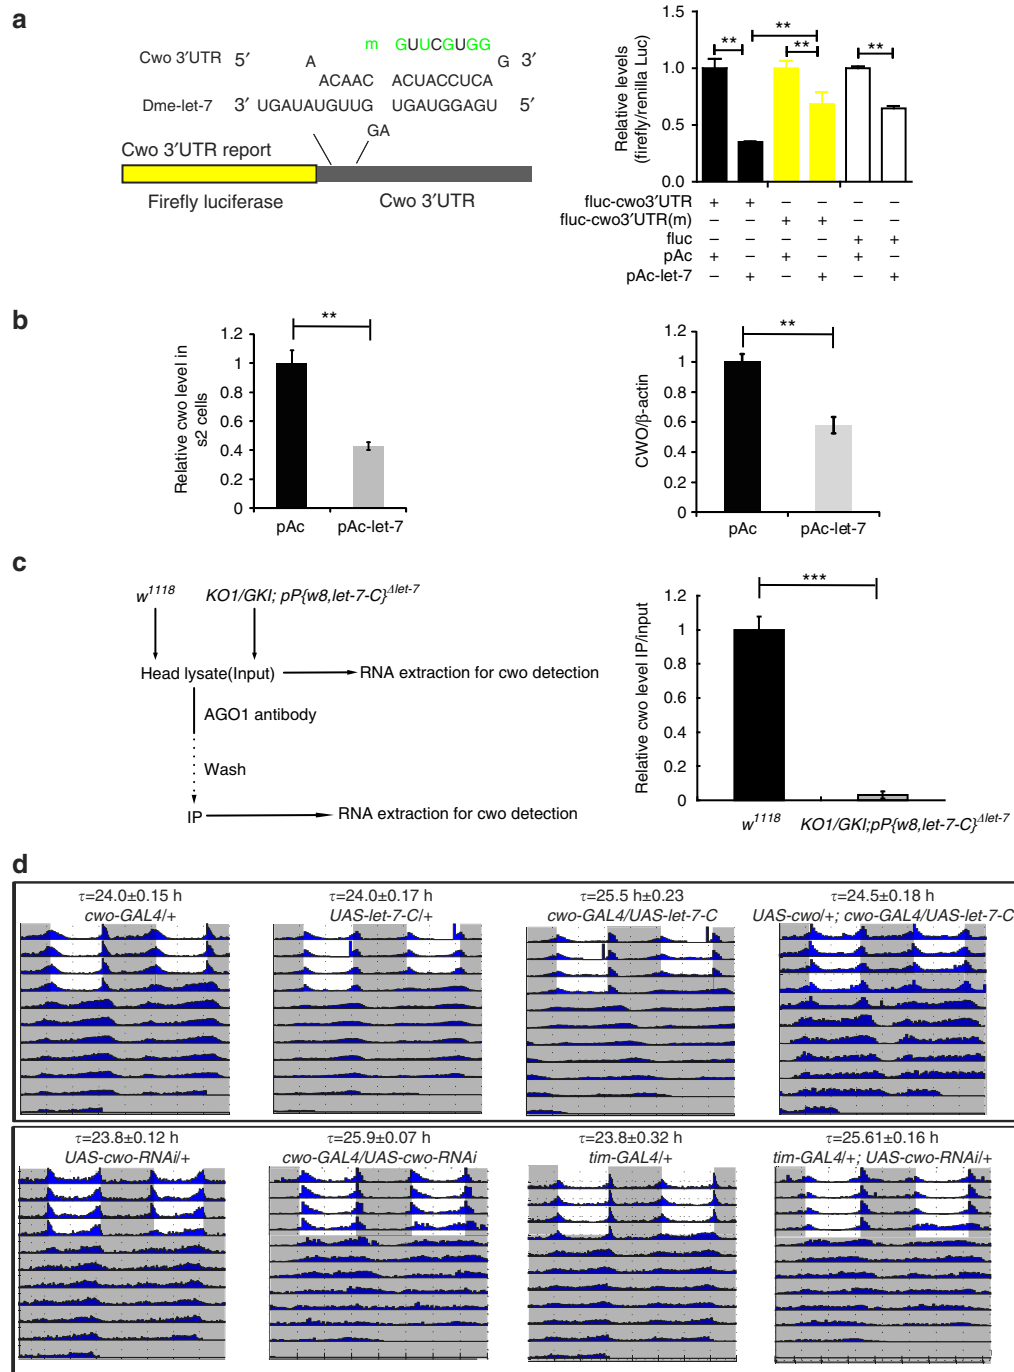 a
m GUUCGUGG
Cwo 3′UTR 5′ A G 3′
ACAAC ACUACCUCA
Dme-let-7 3′ UGAUAUGUUG UGAUGGAGU 5′
GA
Cwo 3′UTR report
Firefly luciferase Cwo 3′UTR
Relative levels
(firefly/renilla Luc)
1.5
1.0
0.5
0.0
** ** ** **
fluc-cwo3′UTR + + – – – –
fluc-cwo3′UTR(m) – – + + – –
fluc – – – – + +
pAc + – + – + –
pAc-let-7 – + – + – +
b
Relative cwo level in
s2 cells
1.2
1
0.8
0.6
0.4
0.2
0
**
pAc pAc-let-7
CWO/β-actin
1.2
1
0.8
0.6
0.4
0.2
0
**
pAc pAc-let-7
c
w1118 KO1/GKI; pP{w8,let-7-C}Δlet-7
Head lysate(Input) RNA extraction for cwo detection
AGO1 antibody
Wash
IP RNA extraction for cwo detection
Relative cwo level IP/input
1.2
1
0.8
0.6
0.4
0.2
0
***
w1118 KO1/GKI;pP{w8,let-7-C}Δlet-7
d
τ=24.0±0.15 h τ=24.0±0.17 h τ=25.5 h±0.23 τ=24.5±0.18 h
cwo-GAL4/+ UAS-let-7-C/+ cwo-GAL4/UAS-let-7-C UAS-cwo/+; cwo-GAL4/UAS-let-7-C
τ=23.8±0.12 h τ=25.9±0.07 h τ=23.8±0.32 h τ=25.61±0.16 h
UAS-cwo-RNAi/+ cwo-GAL4/UAS-cwo-RNAi tim-GAL4/+ tim-GAL4/+; UAS-cwo-RNAi/+